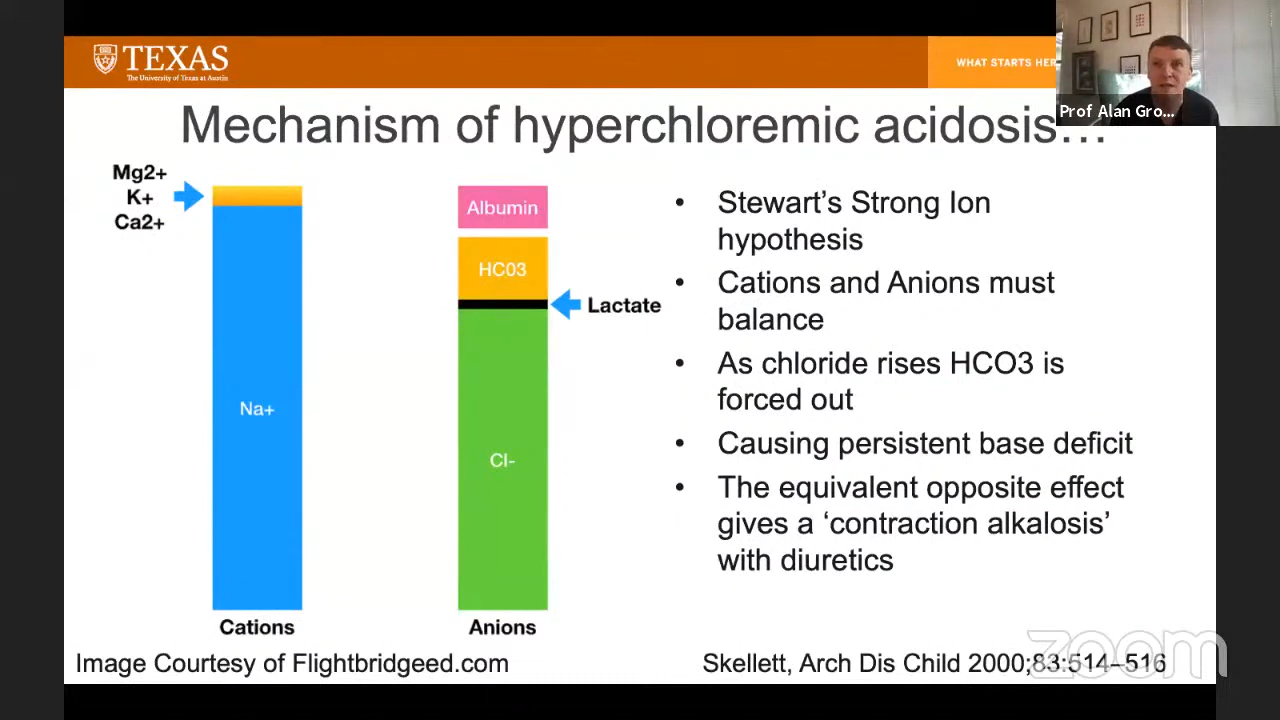 TEXAS
The University of Texas at Austin
WHAT STARTS HER
Prof Alan Gro...
Mechanism of hyperchloremic acidosis...
Mg2+
K+
Ca2+
Na+
Cations
Albumin
HC03
Lactate
Cl-
Anions
• Stewart’s Strong Ion
hypothesis
• Cations and Anions must
balance
• As chloride rises HCO3 is
forced out
• Causing persistent base deficit
• The equivalent opposite effect
gives a ‘contraction alkalosis’
with diuretics
Image Courtesy of Flightbridgeed.com
Skellett, Arch Dis Child 2000;83:514–516
zoom